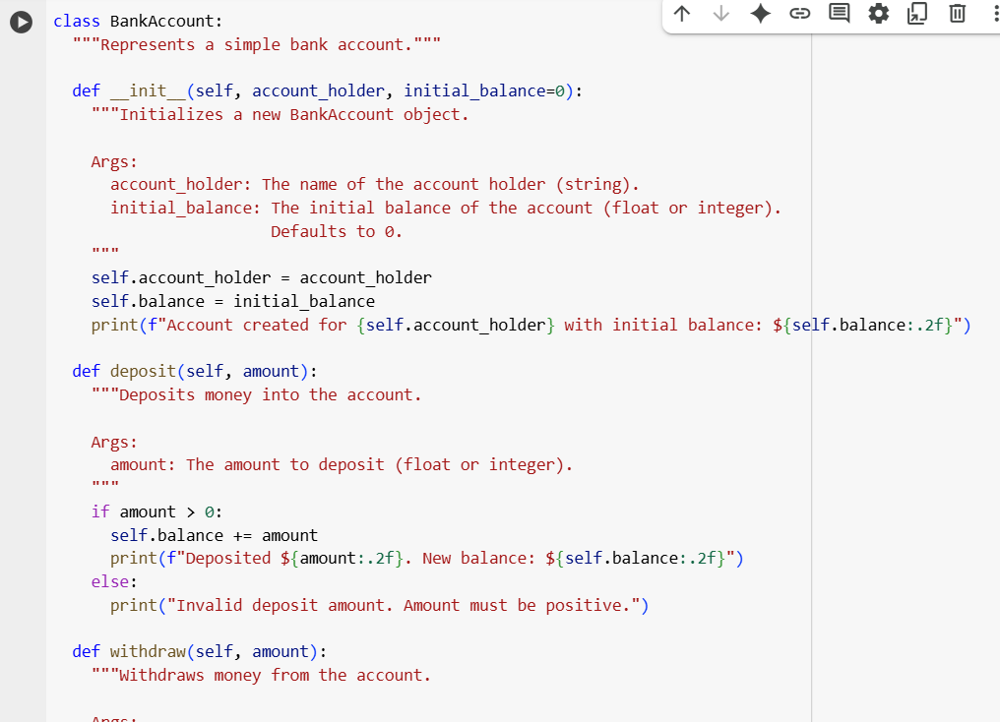 class BankAccount:
  """Represents a simple bank account."""

  def __init__(self, account_holder, initial_balance=0):
    """Initializes a new BankAccount object.

    Args:
      account_holder: The name of the account holder (string).
      initial_balance: The initial balance of the account (float or integer).
                       Defaults to 0.
    """
    self.account_holder = account_holder
    self.balance = initial_balance
    print(f"Account created for {self.account_holder} with initial balance: ${self.balance:.2f}")

  def deposit(self, amount):
    """Deposits money into the account.

    Args:
      amount: The amount to deposit (float or integer).
    """
    if amount > 0:
      self.balance += amount
      print(f"Deposited ${amount:.2f}. New balance: ${self.balance:.2f}")
    else:
      print("Invalid deposit amount. Amount must be positive.")

  def withdraw(self, amount):
    """Withdraws money from the account.

    Args: